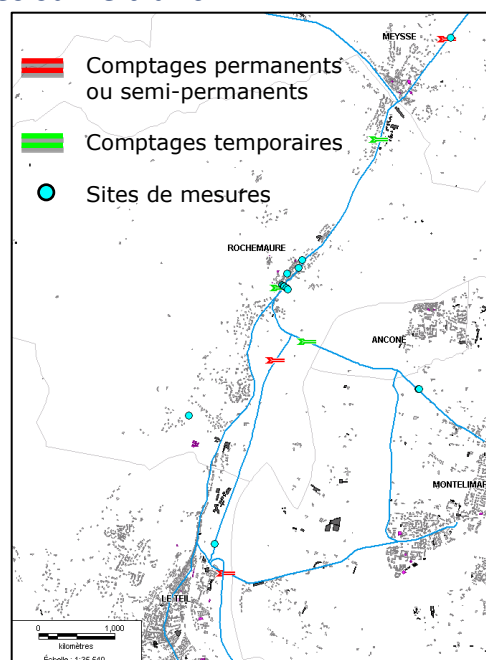 Comptages permanents
ou semi-permanents
Comptages temporaires
Sites de mesures
MEYSSE
ROCHEMAURE
ANCONE
MONTELIMAR
LE TEIL
0 1,000
kilomètres